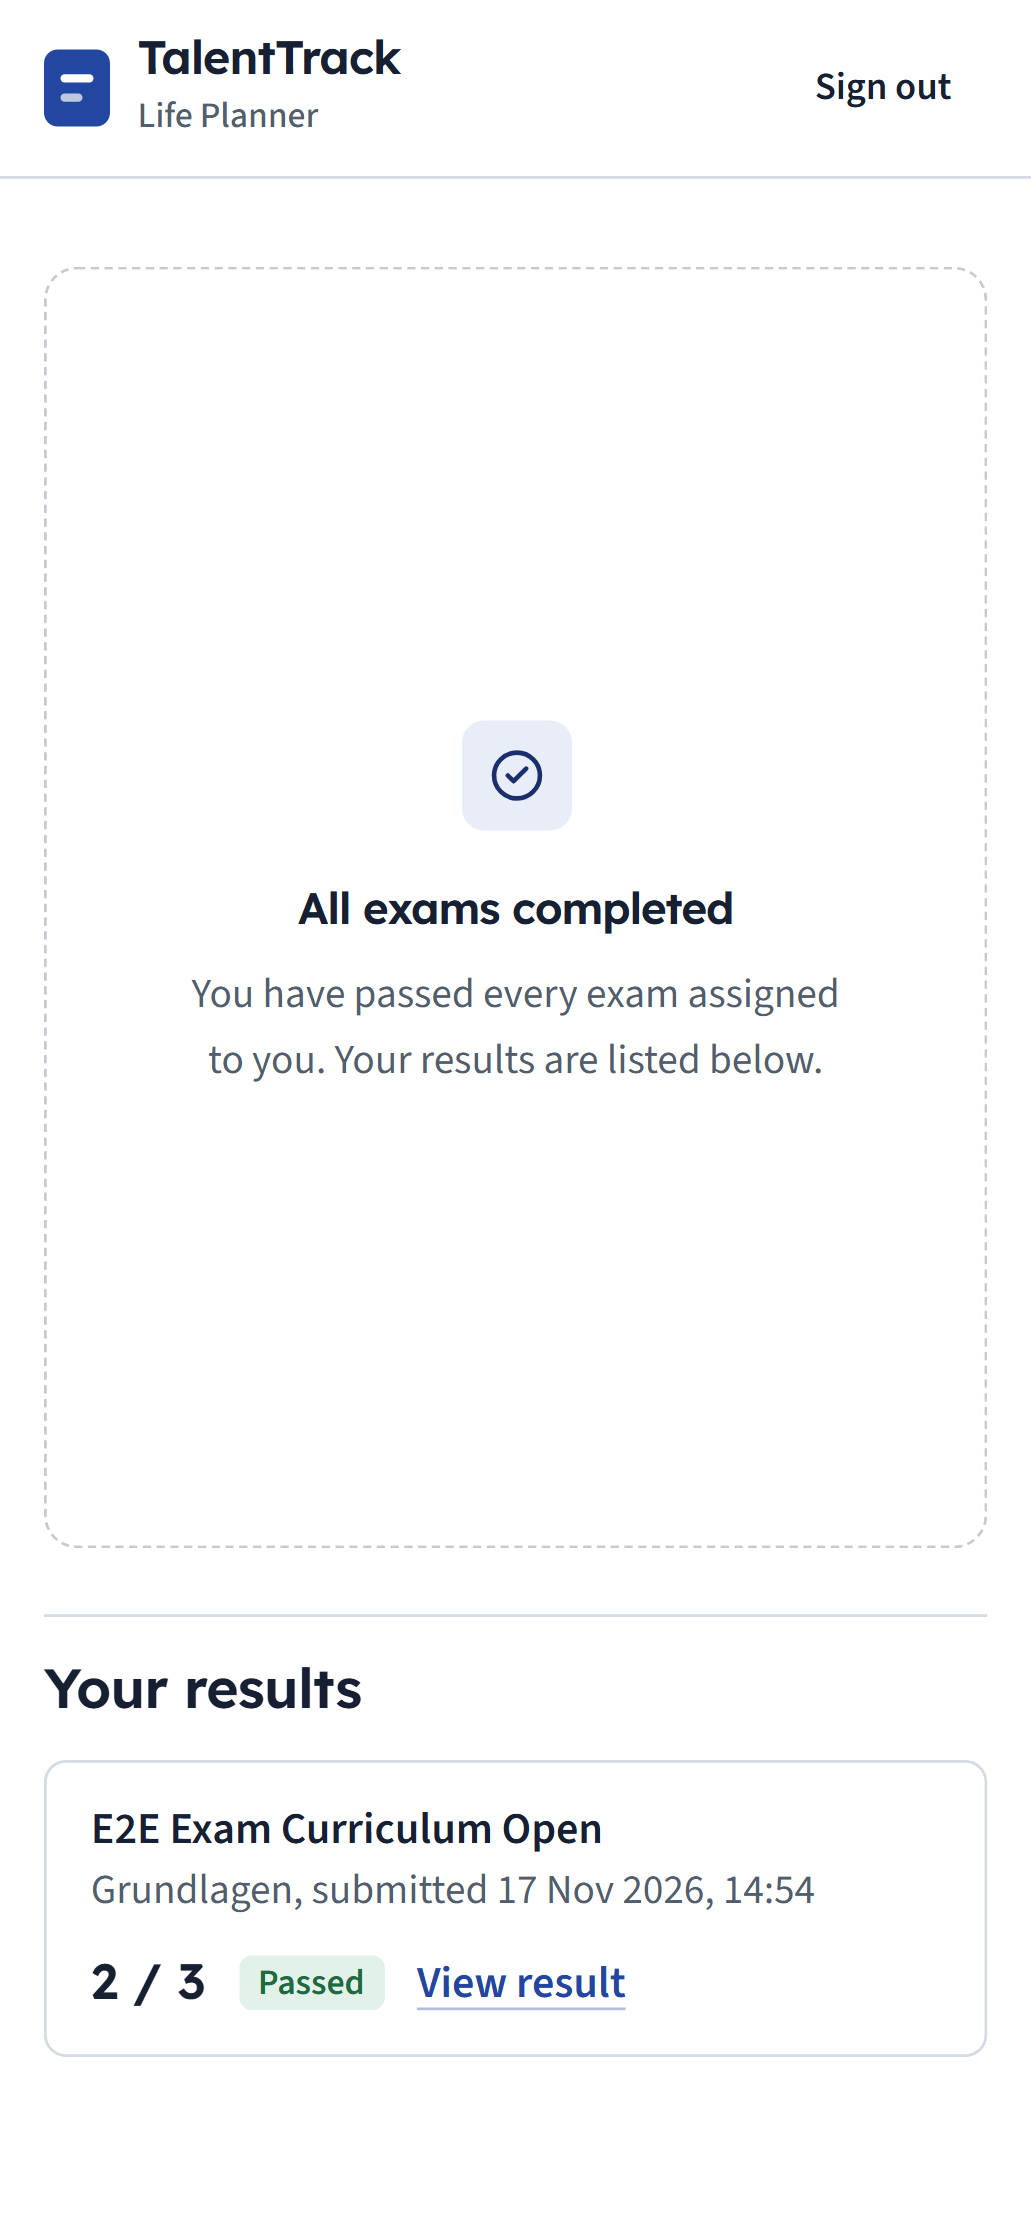 TalentTrack
Life Planner
Sign out
All exams completed
You have passed every exam assigned
to you. Your results are listed below.
Your results
E2E Exam Curriculum Open
Grundlagen, submitted 17 Nov 2026, 14:54
2 / 3 Passed View result